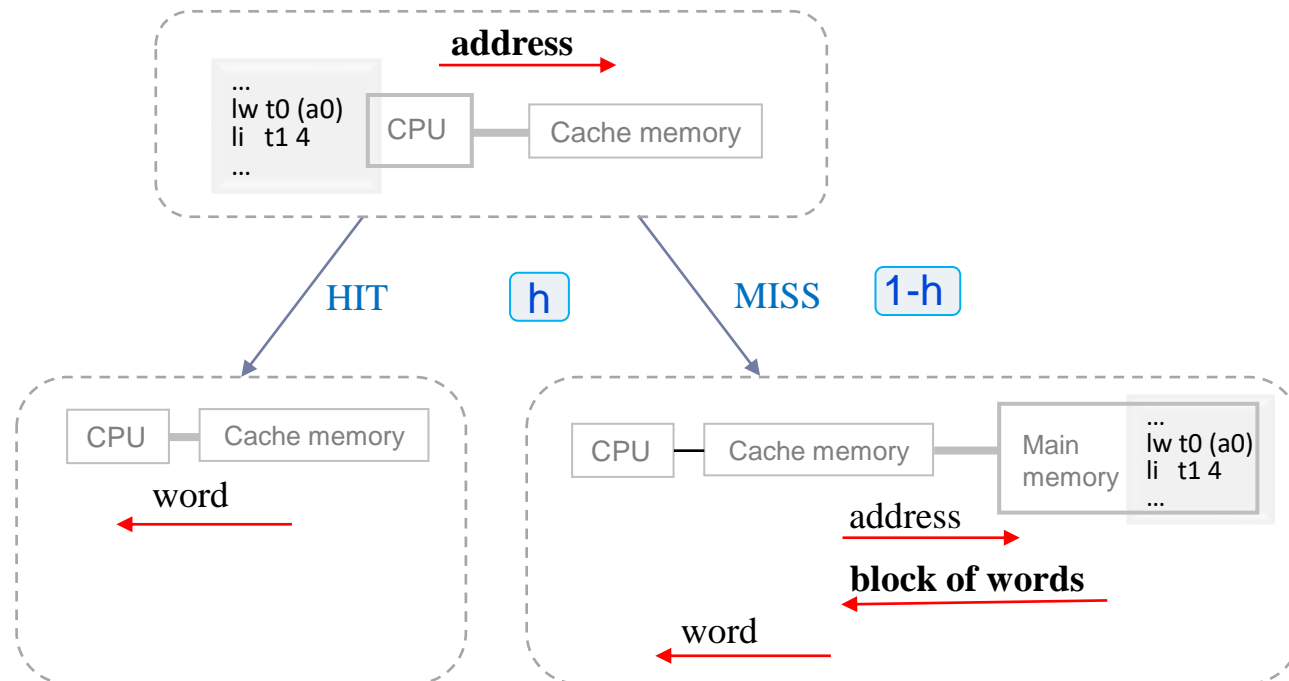 address
...
lw t0 (a0)
li t1 4
...
CPU
Cache memory
HIT
h
MISS
1-h
CPU
Cache memory
word
CPU
Cache memory
Main
memory
...
lw t0 (a0)
li t1 4
...
address
block of words
word